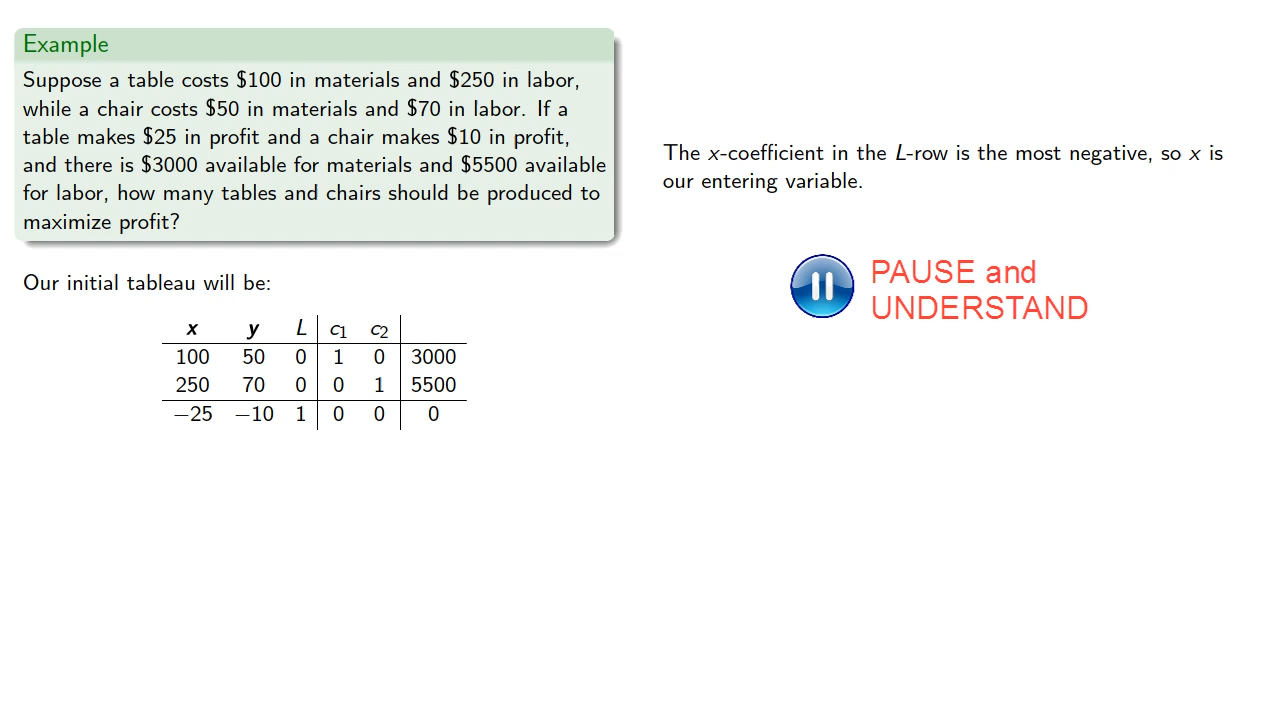 Example
Suppose a table costs $100 in materials and $250 in labor,
while a chair costs $50 in materials and $70 in labor. If a
table makes $25 in profit and a chair makes $10 in profit,
and there is $3000 available for materials and $5500 available
for labor, how many tables and chairs should be produced to
maximize profit?
Our initial tableau will be:
x y L c₁ c₂
100 50 0 1 0 3000
250 70 0 0 1 5500
−25 −10 1 0 0 0
The x-coefficient in the L-row is the most negative, so x is
our entering variable.
PAUSE and
UNDERSTAND